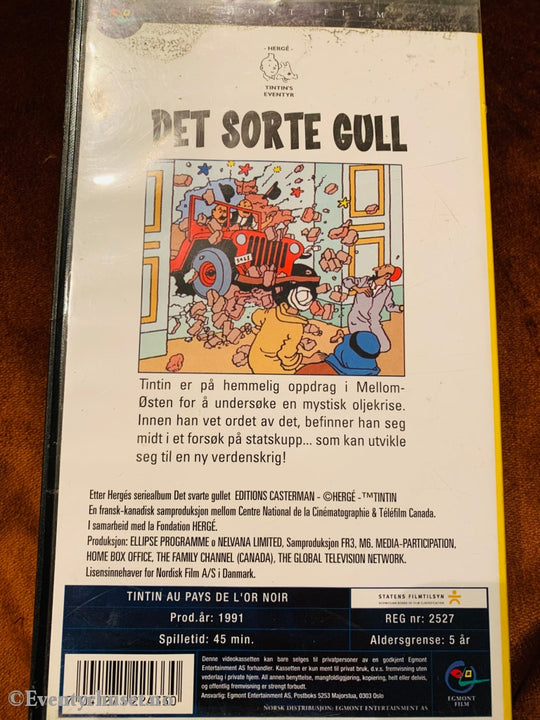 EGMONT FILM
- HERGÉ -
TINTIN'S
EVENTYR
DET SORTE GULL
Tintin er på hemmelig oppdrag i Mellom-
Østen for å undersøke en mystisk oljekrise.
Innen han vet ordet av det, befinner han seg
midt i et forsøk på statskupp... som kan utvikle
seg til en ny verdenskrig!
Etter Hergés seriealbum Det svarte gullet EDITIONS CASTERMAN - ©HERGÉ -™TINTIN
En fransk-kanadisk samproduksjon mellom Centre National de la Cinématographie & Téléfilm Canada.
I samarbeid med la Fondation HERGÉ.
Produksjon: ELLIPSE PROGRAMME o NELVANA LIMITED, Samproduksjon FR3, M6. MEDIA-PARTICIPATION,
HOME BOX OFFICE, THE FAMILY CHANNEL (CANADA), THE GLOBAL TELEVISION NETWORK.
Lisensinnehaver for Nordisk Film A/S i Danmark.
TINTIN AU PAYS DE L'OR NOIR
Prod.år: 1991
Spilletid: 45 min.
STATENS FILMTILSYN
NORWEGIAN BOARD OF FILM CLASSIFICATION
REG nr: 2527
Aldersgrense: 5 år
Denne videokassetten kan bare selges til privatpersoner av en godkjent Egmont
Entertainment AS forhandler. Kassetten er kun ment til privat bruk, d.v.s. fremvisning uten
vederlag i private hjem. All annen benyttelse, mangfoldiggjøring, kopiering, helt eller delvis,
og offentlig fremvisning er strengt forbudt.
Ansvarlig: Egmont Entertainment AS, Postboks 5253 Majorstua, 0303 Oslo
NORSK DISTRIBUSJON: EGMONT ENTERTAINMENT AS
EGMONT
FILM
© Eventyrhuset.no